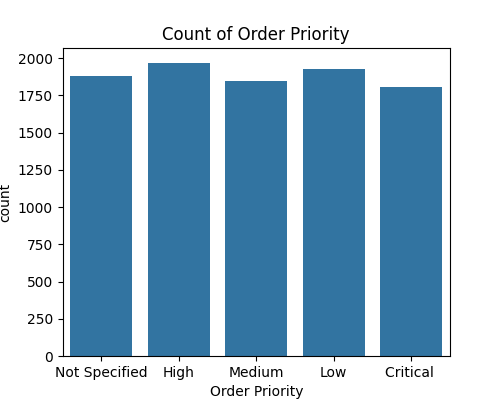 Count of Order Priority
2000
1750
1500
1250
1000
750
500
250
0
count
Not Specified High Medium Low Critical
Order Priority